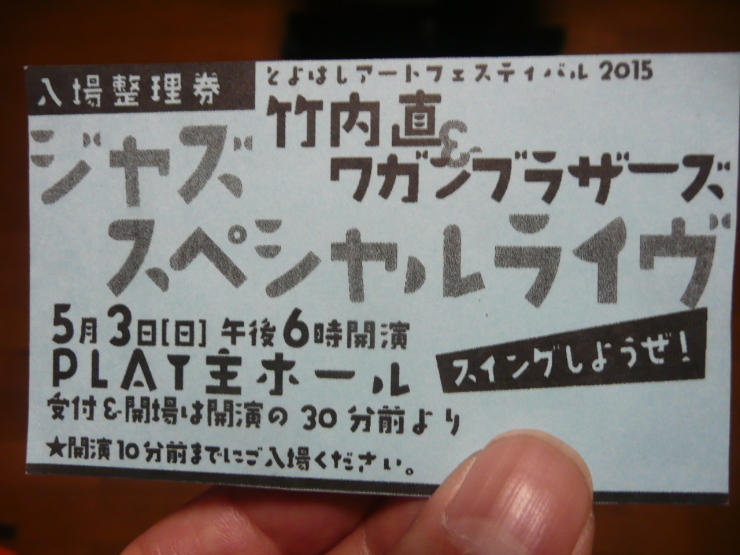 入場整理券
とよはしアートフェスティバル 2015
竹内直&
ワガンブラザーズ
ジャズ
スペシャルライヴ
5月3日[日] 午後6時開演
PLAT主ホール
スイングしようぜ!
受付&開場は開演の30分前より
★開演10分前までにご入場ください。